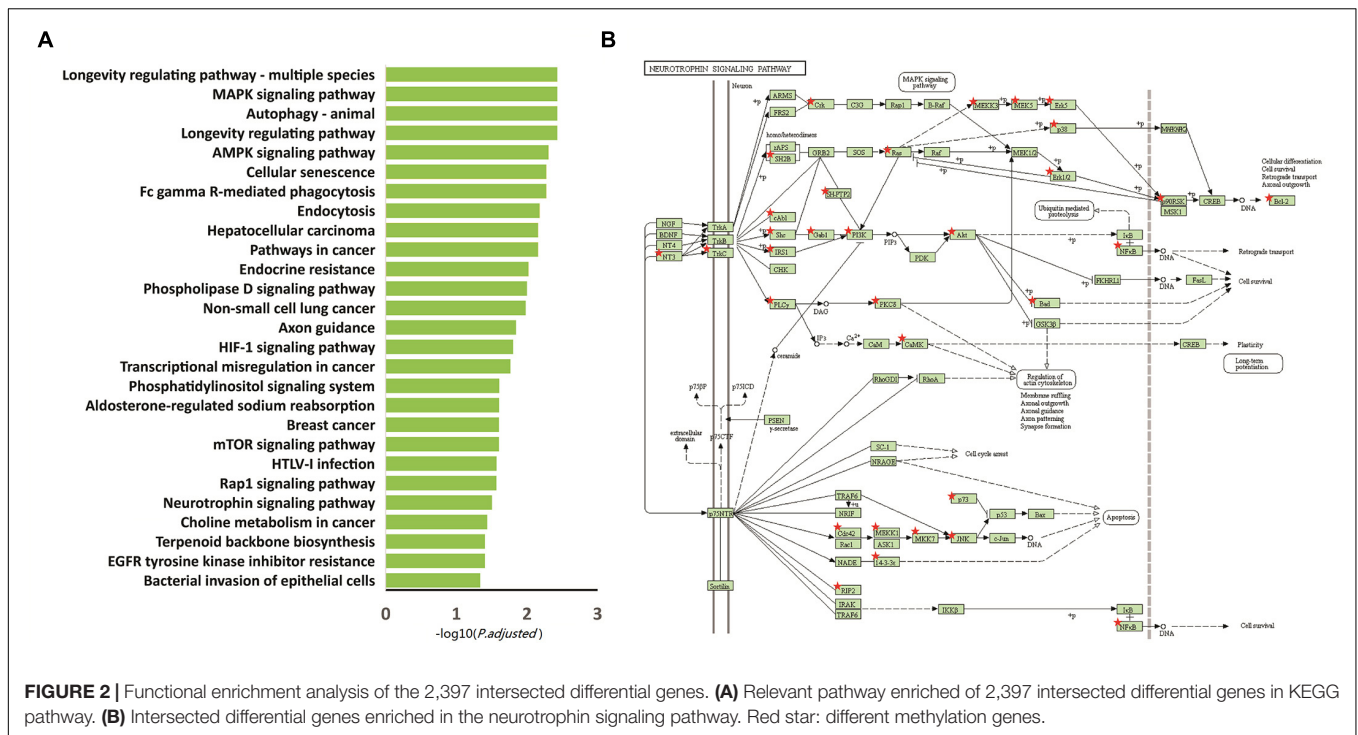 A
Longevity regulating pathway - multiple species
MAPK signaling pathway
Autophagy - animal
Longevity regulating pathway
AMPK signaling pathway
Cellular senescence
Fc gamma R-mediated phagocytosis
Endocytosis
Hepatocellular carcinoma
Pathways in cancer
Endocrine resistance
Phospholipase D signaling pathway
Non-small cell lung cancer
Axon guidance
HIF-1 signaling pathway
Transcriptional misregulation in cancer
Phosphatidylinositol signaling system
Aldosterone-regulated sodium reabsorption
Breast cancer
mTOR signaling pathway
HTLV-I infection
Rap1 signaling pathway
Neurotrophin signaling pathway
Choline metabolism in cancer
Terpenoid backbone biosynthesis
EGFR tyrosine kinase inhibitor resistance
Bacterial invasion of epithelial cells
0 1 2 3
-log10(P.adjusted)
B
NEUROTROPHIN SIGNALING PATHWAY
Neuron
MAPK signaling
pathway
ARMS
FRS2
Crk
C3G
Rap1
B-Raf
MEKK3
+p
MEK5
+p
Erk5
p38
+p
homo/heterodimers
rAPS
SH2B
GRB2
SOS
Ras
Raf
MEK1/2
+p
Erk1/2
+p
+p
+p
SHPTP2
cAbl
Shc
Gab1
PI3K
PIP3
PDK
Akt
+p
IRS1
CHK
+p
+p
NGF
BDNF
NT4
NT3
TrkA
TrkB
TrkC
p90RSK
MSK1
+p
CREB
DNA
Bcl-2
Cellular differentiation
Cell survival
Retrograde transport
Axonal outgrowth
Ubiquitin mediated
proteolysis
IκB
NFκB
DNA
Retrograde transport
+p
FKHRL1
DNA
FasL
Cell survival
+p
Bad
+p
GSK3β
+p
PLCγ
DAG
PKCδ
IP3
Ca2+
CaM
CaMK
CREB
Plasticity
Long-term
potentiation
ceramide
RhoGDI
RhoA
Regulation of
actin cytoskeleton
Membrane ruffling
Axonal outgrowth
Axonal guidance
Axon patterning
Synapse formation
p75βF
p75ICD
PSEN
γ-secretase
extracellular
domain
p75CTF
SC-1
NRAGE
Cell cycle arrest
p75NTR
TRAF6
+u
NRIF
p73
p53
Bax
Apoptosis
Cdc42
Rac1
MEKK1
ASK1
MKK7
JNK
c-Jun
DNA
NADE
14-3-3ε
Sortilin
RIP2
IRAK
TRAF6
IKKβ
+p
IκB
NFκB
DNA
Cell survival
FIGURE 2 | Functional enrichment analysis of the 2,397 intersected differential genes. (A) Relevant pathway enriched of 2,397 intersected differential genes in KEGG
pathway. (B) Intersected differential genes enriched in the neurotrophin signaling pathway. Red star: different methylation genes.